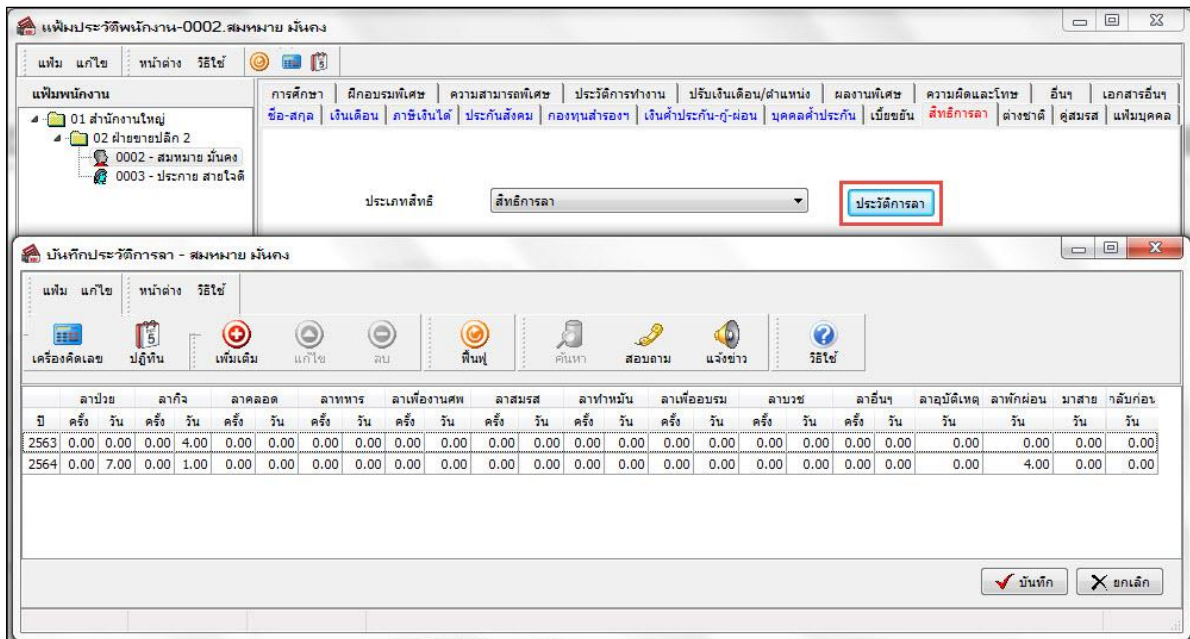 แฟ้มประวัติพนักงาน-0002.สมหมาย มั่นคง
แฟ้ม แก้ไข หน้าต่าง วิธีใช้
แฟ้มพนักงาน
01 สำนักงานใหญ่
02 ฝ่ายขายปลีก 2
0002 - สมหมาย มั่นคง
0003 - ประกาย สายใจดี
การศึกษา ฝึกอบรมพิเศษ ความสามารถพิเศษ ประวัติการทำงาน ปรับเงินเดือน/ตำแหน่ง ผลงานพิเศษ ความผิดและโทษ อื่นๆ เอกสารอื่นๆ
ชื่อ-สกุล เงินเดือน ภาษีเงินได้ ประกันสังคม กองทุนสำรองฯ เงินค้ำประกัน-กู้-ผ่อน บุคคลค้ำประกัน เบี้ยขยัน สิทธิการลา ต่างชาติ คู่สมรส แฟ้มบุคคล
ประเภทสิทธิ์ สิทธิการลา ประวัติการลา
บันทึกประวัติการลา - สมหมาย มั่นคง
แฟ้ม แก้ไข หน้าต่าง วิธีใช้
เครื่องคิดเลข ปฏิทิน เพิ่มเติม แก้ไข ลบ ฟื้นฟู ค้นหา สอบถาม แจ้งข่าว วิธีใช้
ลาป่วย ลากิจ ลาคลอด ลาทหาร ลาเพื่องานศพ ลาสมรส ลาทำหมัน ลาเพื่ออบรม ลาบวช ลาอื่นๆ ลาอุบัติเหตุ ลาพักผ่อน มาสาย กลับก่อน
ปี ครั้ง วัน ครั้ง วัน ครั้ง วัน ครั้ง วัน ครั้ง วัน ครั้ง วัน ครั้ง วัน ครั้ง วัน ครั้ง วัน ครั้ง วัน วัน วัน วัน วัน
2563 0.00 0.00 0.00 4.00 0.00 0.00 0.00 0.00 0.00 0.00 0.00 0.00 0.00 0.00 0.00 0.00 0.00 0.00 0.00 0.00 0.00 0.00 0.00 0.00
2564 0.00 7.00 0.00 1.00 0.00 0.00 0.00 0.00 0.00 0.00 0.00 0.00 0.00 0.00 0.00 0.00 0.00 0.00 0.00 0.00 0.00 4.00 0.00 0.00
บันทึก ยกเลิก